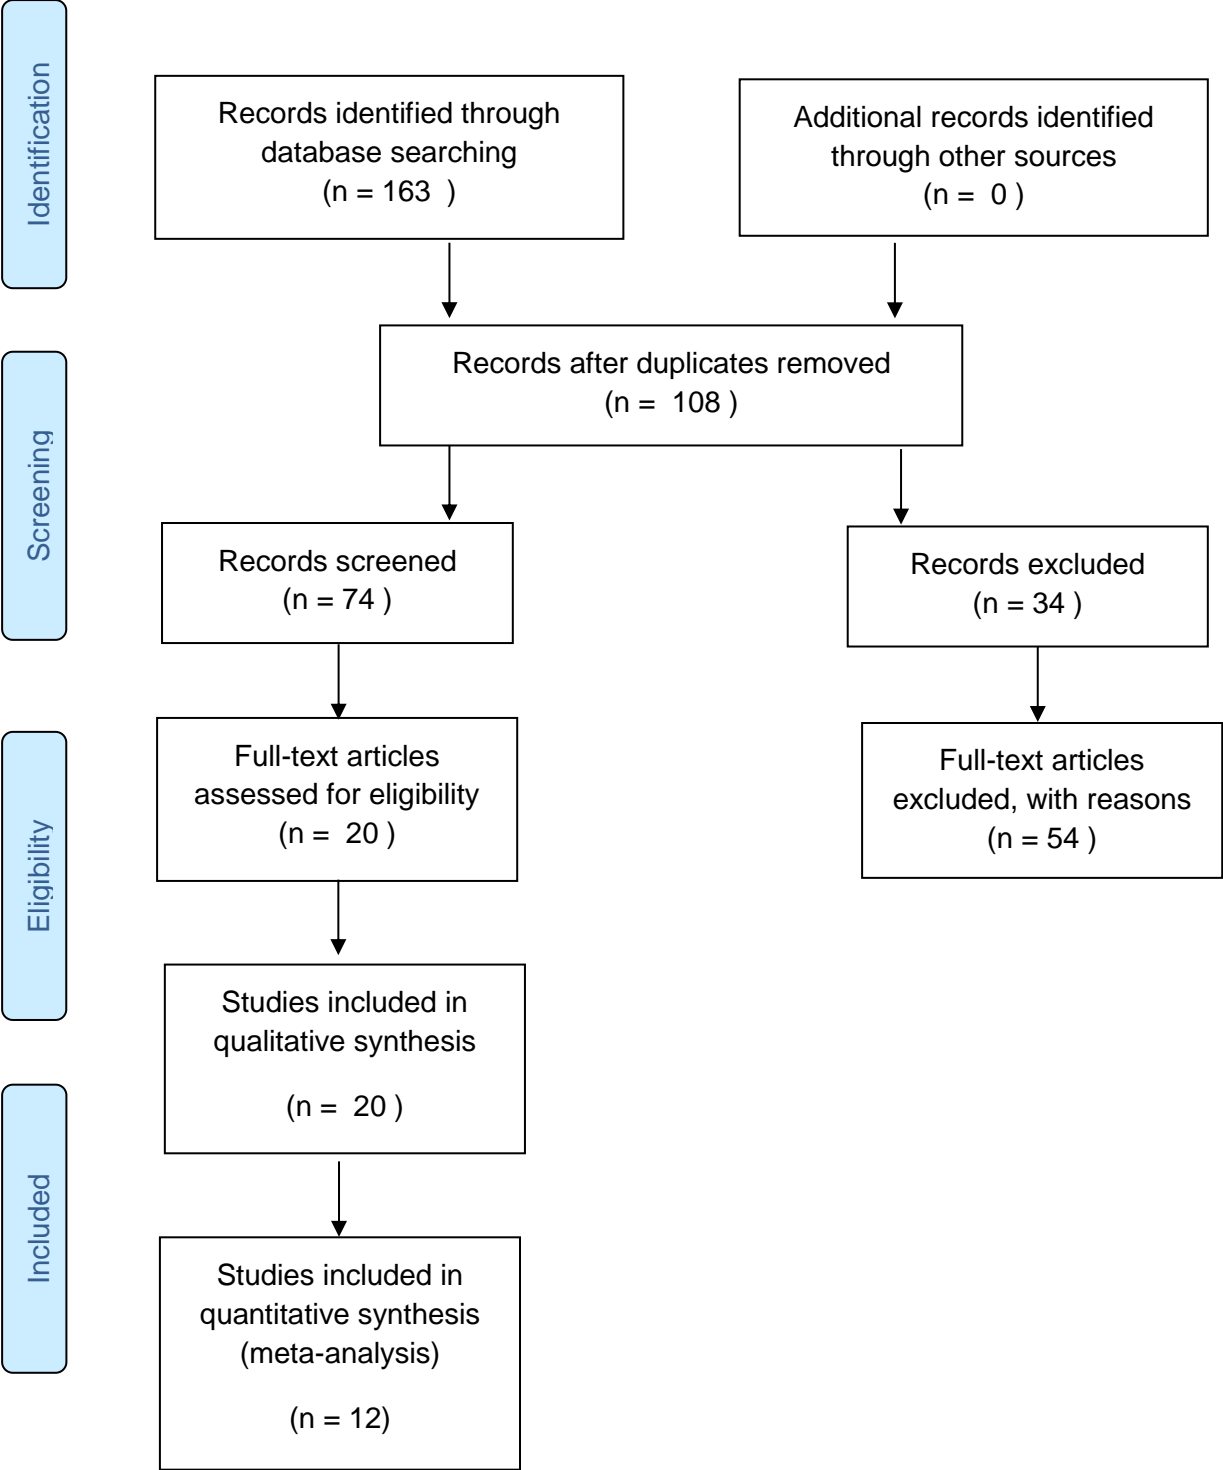 Identification
Records identified through
database searching
(n = 163  )
Additional records identified
through other sources
(n =  0 )
Records after duplicates removed
(n =  108 )
Screening
Records screened
(n = 74 )
Records excluded
(n = 34 )
Eligibility
Full-text articles
assessed for eligibility
(n =  20 )
Full-text articles
excluded, with reasons
(n = 54 )
Studies included in
qualitative synthesis
(n =  20 )
Included
Studies included in
quantitative synthesis
(meta-analysis)
(n = 12)